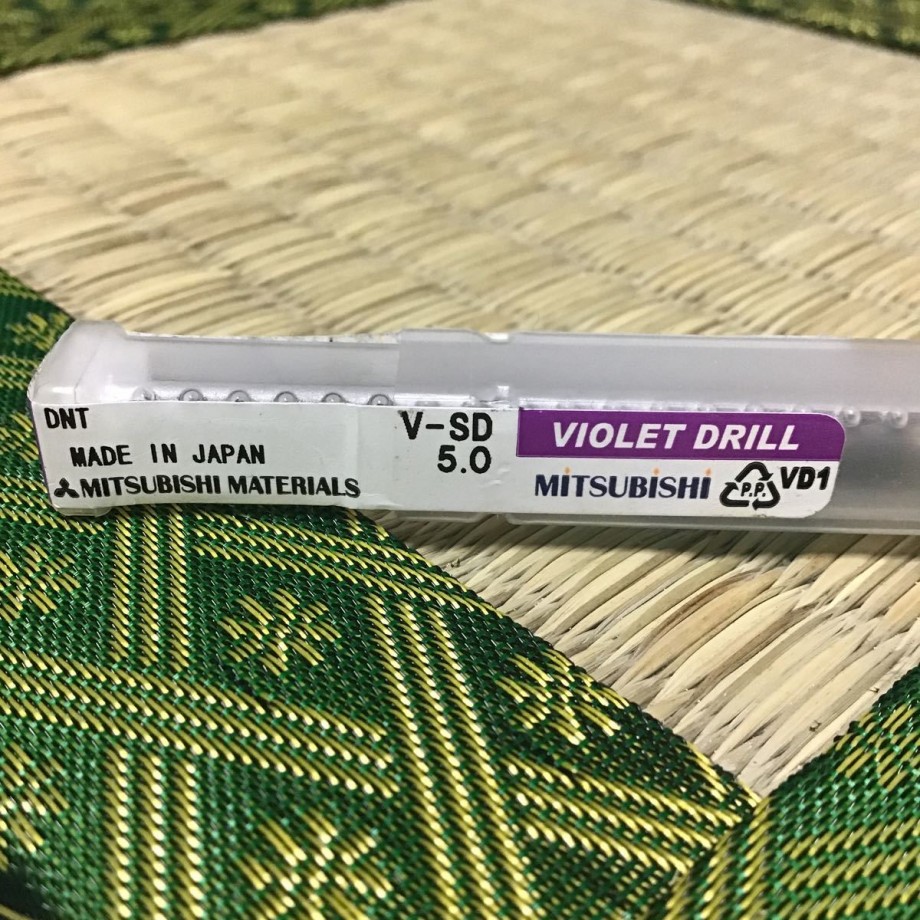 DNT
MADE IN JAPAN
MITSUBISHI MATERIALS
V-SD
5.0
VIOLET DRILL
MITSUBISHI
P.P.
VD1